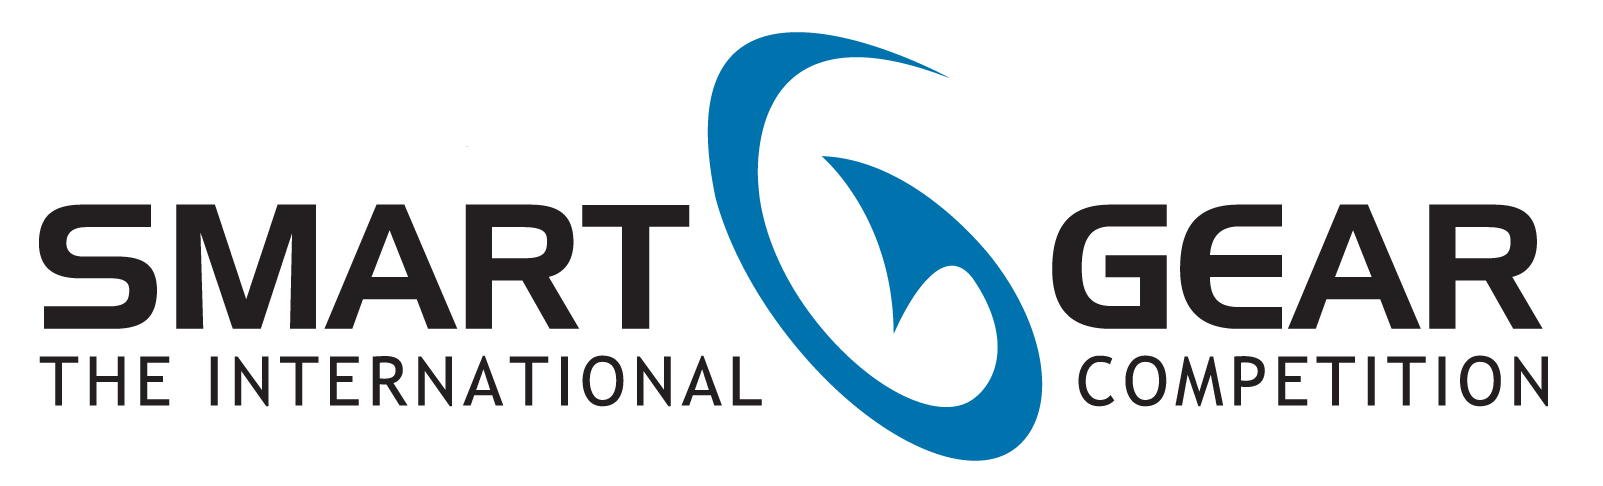 SMART GEAR
THE INTERNATIONAL COMPETITION